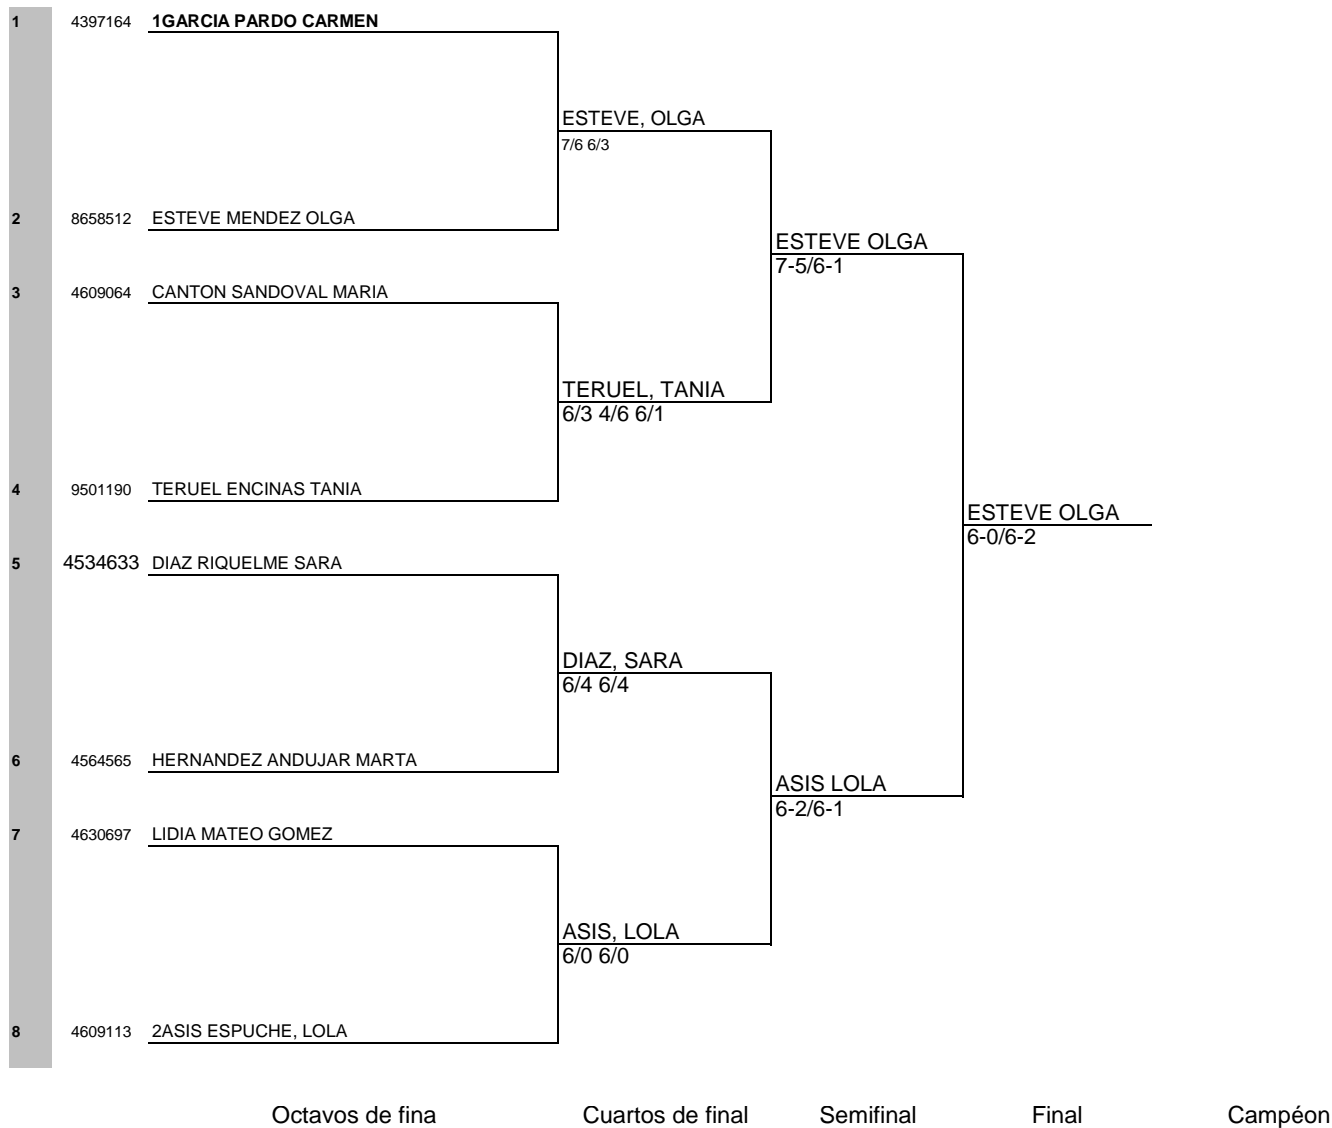 1 4397164 1GARCIA PARDO CARMEN
ESTEVE, OLGA
7/6 6/3
2 8658512 ESTEVE MENDEZ OLGA
ESTEVE OLGA
7-5/6-1
3 4609064 CANTON SANDOVAL MARIA
TERUEL, TANIA
6/3 4/6 6/1
4 9501190 TERUEL ENCINAS TANIA
ESTEVE OLGA
6-0/6-2
5 4534633 DIAZ RIQUELME SARA
DIAZ, SARA
6/4 6/4
6 4564565 HERNANDEZ ANDUJAR MARTA
ASIS LOLA
6-2/6-1
7 4630697 LIDIA MATEO GOMEZ
ASIS, LOLA
6/0 6/0
8 4609113 2ASIS ESPUCHE, LOLA
Octavos de fina Cuartos de final Semifinal Final Campéon